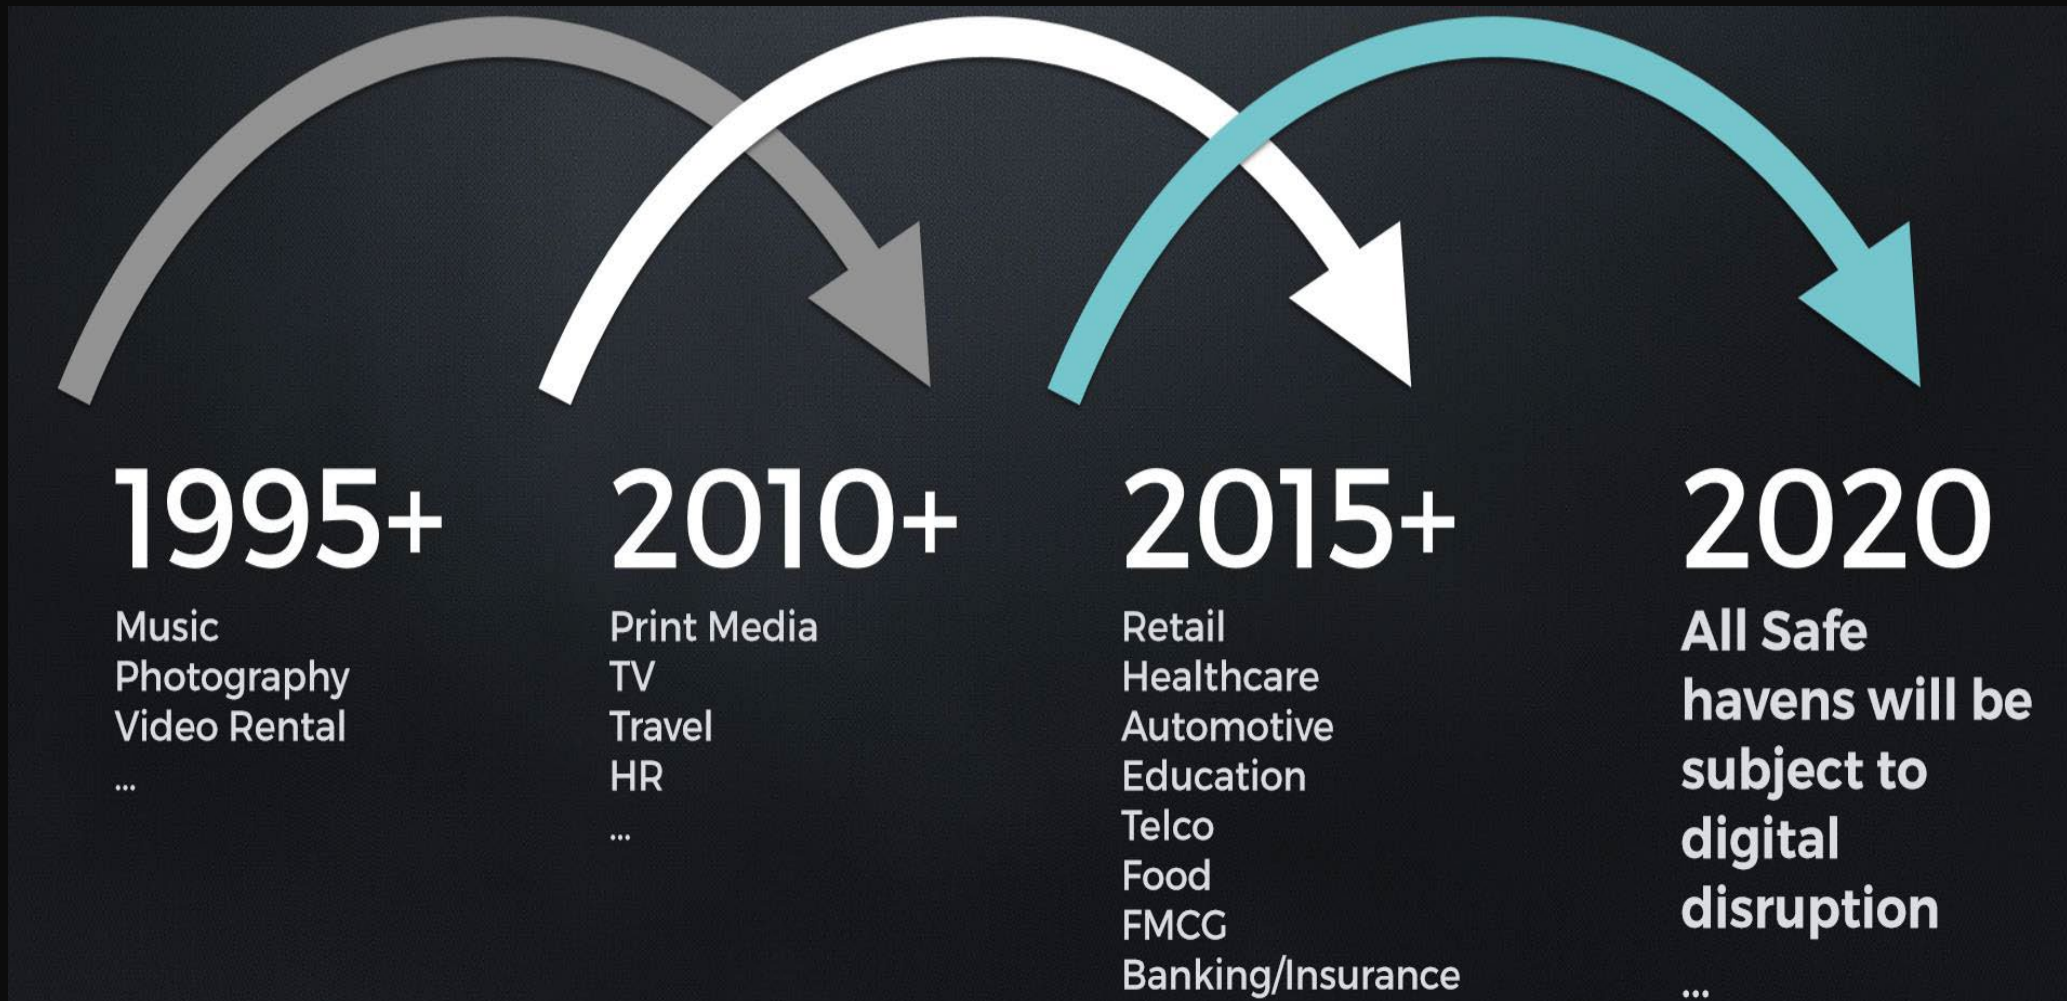 1995+
Music
Photography
Video Rental
...
2010+
Print Media
TV
Travel
HR
...
2015+
Retail
Healthcare
Automotive
Education
Telco
Food
FMCG
Banking/Insurance
2020
All Safe
havens will be
subject to
digital
disruption
...